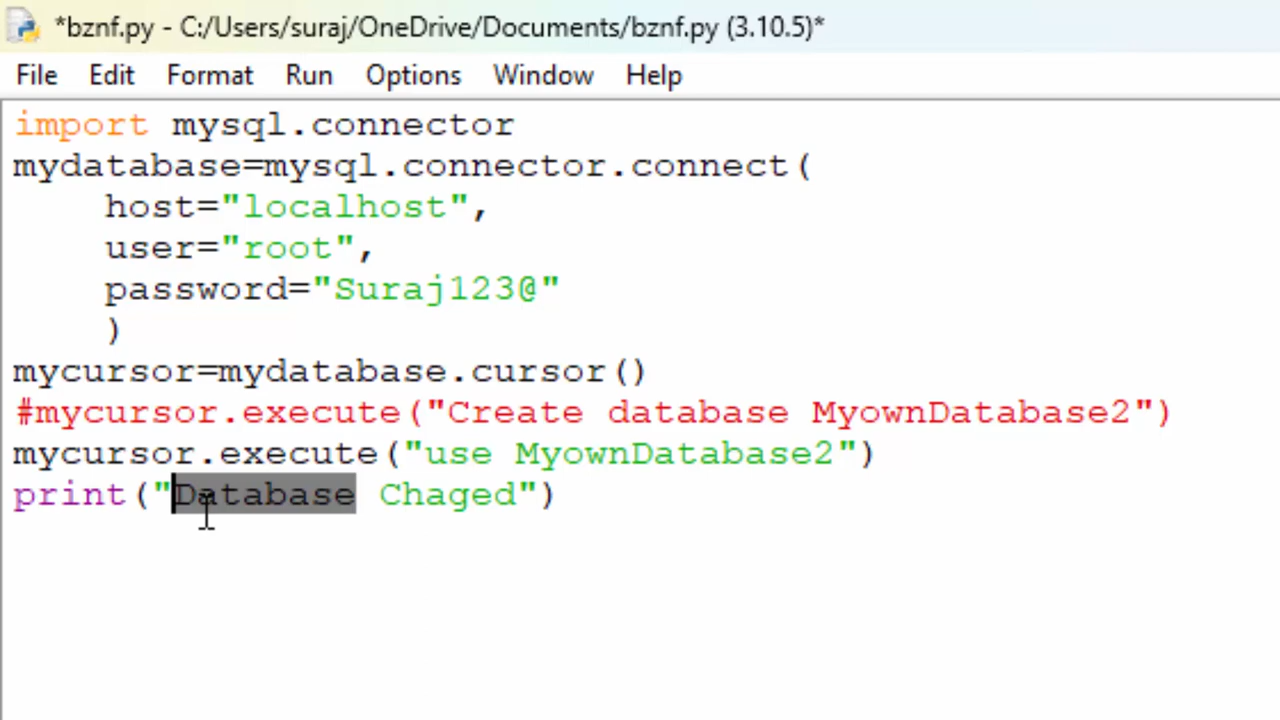 *bznf.py - C:/Users/suraj/OneDrive/Documents/bznf.py (3.10.5)*
File Edit Format Run Options Window Help
import mysql.connector
mydatabase=mysql.connector.connect(
    host="localhost",
    user="root",
    password="Suraj123@"
    )
mycursor=mydatabase.cursor()
#mycursor.execute("Create database MyownDatabase2")
mycursor.execute("use MyownDatabase2")
print("Database Chaged")